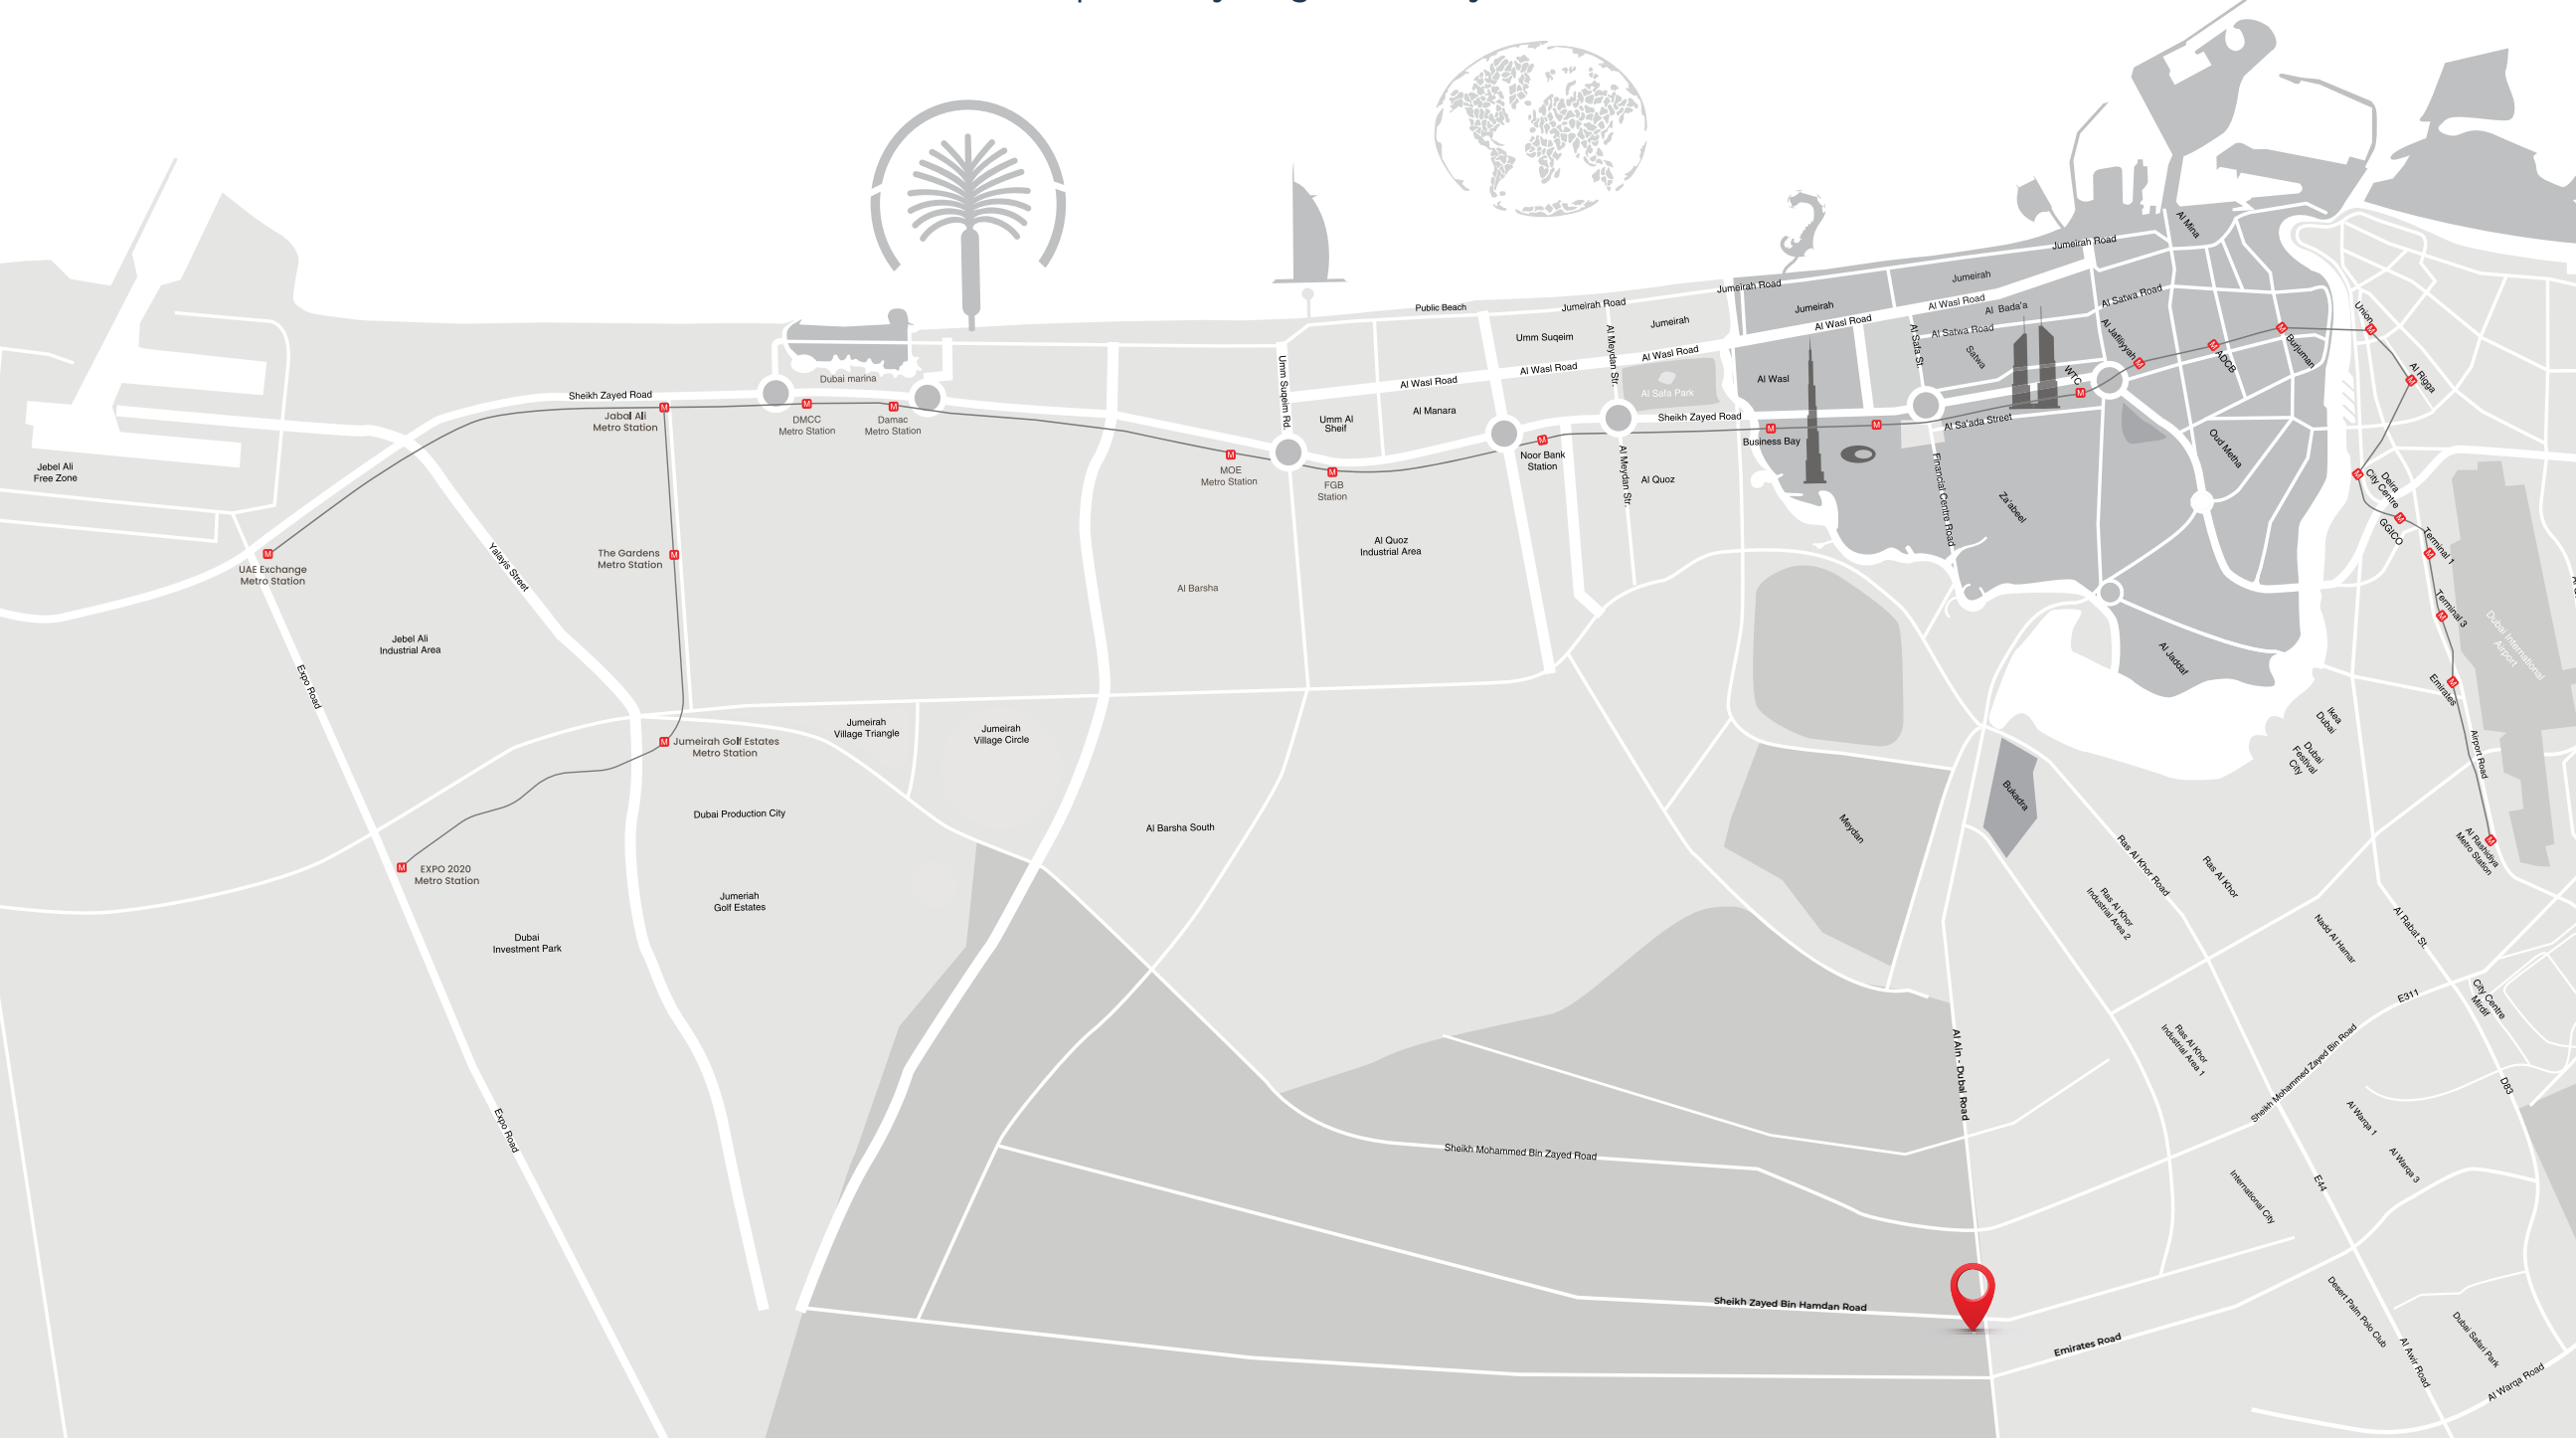 Al Mina
Jumeirah Road
Jumeirah
Al Satwa Road
Al Wasl Road
Al Bada'a
Jumeirah Road
Jumeirah Road
Public Beach
Jumeirah
Jumeirah
Al Wasl Road
Al Satwa Road
Satwa
Al Safa St.
Al Jafiliyyah
Union
Burjuman
ADCB
Al Rigga
WTC
Umm Suqeim
Al Meydan Str.
Al Wasl Road
Al Wasl Road
Al Wasl Road
Al Wasl
Al Safa Park
Umm Suqeim Rd.
Dubai marina
Sheikh Zayed Road
Jabal Ali
Metro Station
DMCC
Metro Station
Damac
Metro Station
Umm Al
Sheif
Al Manara
Sheikh Zayed Road
Al Sa'ada Street
Business Bay
Noor Bank
Station
MOE
Metro Station
FGB
Station
Al Meydan Str.
Al Quoz
Financial Centre Road
Za'abeel
Oud Metha
Deira
City Centre
GGICO
Terminal 1
Terminal 3
Emirates
Dubai International
Airport
Jebel Ali
Free Zone
UAE Exchange
Metro Station
Yalayis Street
The Gardens
Metro Station
Al Barsha
Al Quoz
Industrial Area
Jebel Ali
Industrial Area
Expo Road
Al Jaddaf
Ikea
Dubai
Dubai
Festival
City
Airport Road
Al Rashidiya
Metro Station
Jumeirah Golf Estates
Metro Station
Jumeirah
Village Triangle
Jumeirah
Village Circle
Dubai Production City
Al Barsha South
Meydan
Bukadra
Ras Al Khor Road
Ras Al Khor
Ras Al Khor
Industrial Area 2
EXPO 2020
Metro Station
Jumeriah
Golf Estates
Dubai
Investment Park
Nadd Al Hamar
Al Rabat St.
E311
City Centre
Mirdif
Ras Al Khor
Industrial Area 1
Sheikh Mohammed Zayed Bin Road
D83
Al Ain - Dubai Road
Al Warqa 1
Al Warqa 3
E44
International City
Expo Road
Sheikh Mohammed Bin Zayed Road
Sheikh Zayed Bin Hamdan Road
Emirates Road
Desert Palm Polo Club
Al Awir Road
Dubai Safari Park
Al Warqa Road